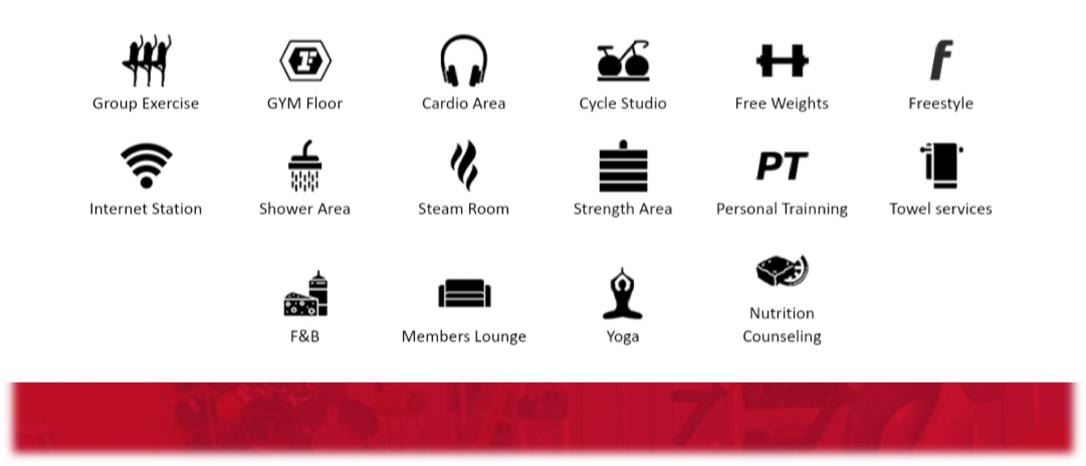 Group Exercise
GYM Floor
Cardio Area
Cycle Studio
Free Weights
f
Freestyle
Internet Station
Shower Area
Steam Room
Strength Area
PT
Personal Trainning
Towel services
F&B
Members Lounge
Yoga
Nutrition
Counseling